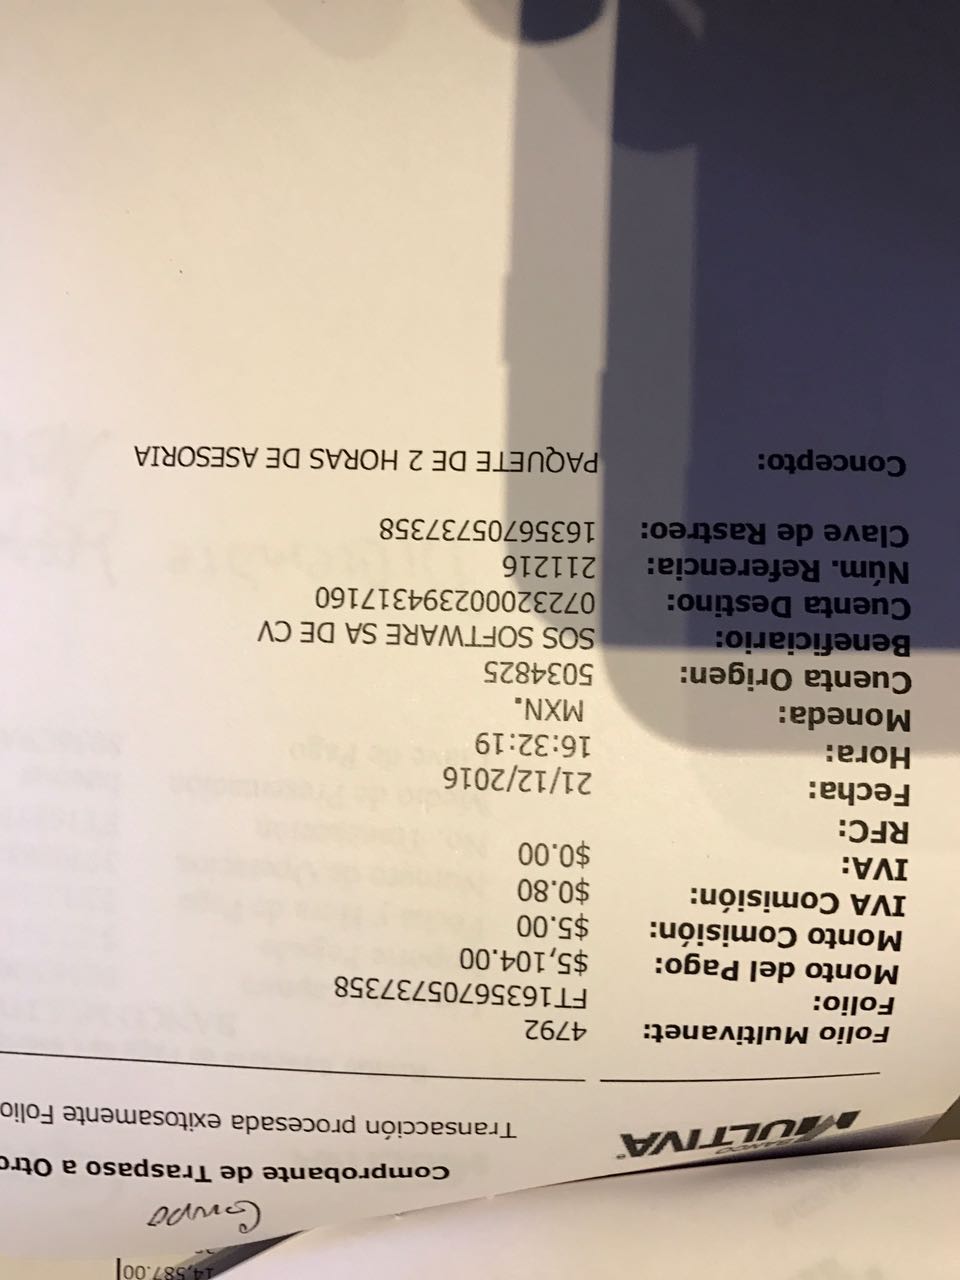 14,587.00
Comprobante de Traspaso a Otro
BANCO
MULTIVA
Transacción procesada exitosamente Folio
Folio Multivanet: 4792
Folio: FT1635670573​7358
Monto del Pago: $5,104.00
Monto Comisión: $5.00
IVA Comisión: $0.80
IVA: $0.00
RFC:
Fecha: 21/12/2016
Hora: 16:32:19
Moneda: MXN.
Cuenta Origen: 5034825
Beneficiario: SOS SOFTWARE SA DE CV
Cuenta Destino: 072320002394317160
Núm. Referencia: 211216
Clave de Rastreo: 16356705737358
Concepto: PAQUETE DE 2 HORAS DE ASESORIA